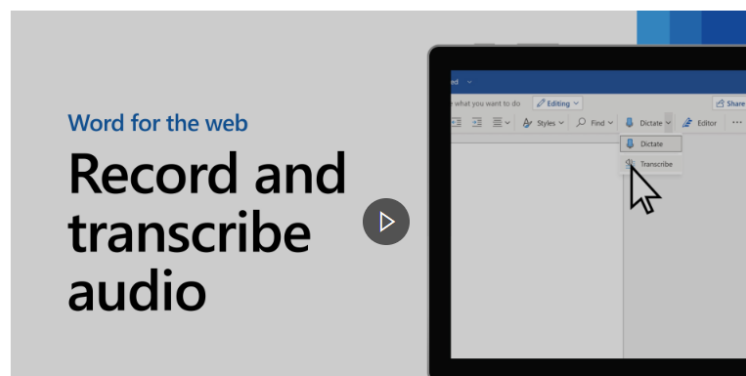 Word for the web
Record and
transcribe
audio
what you want to do Editing Share
Styles Find Dictate Editor ...
Dictate
Transcribe